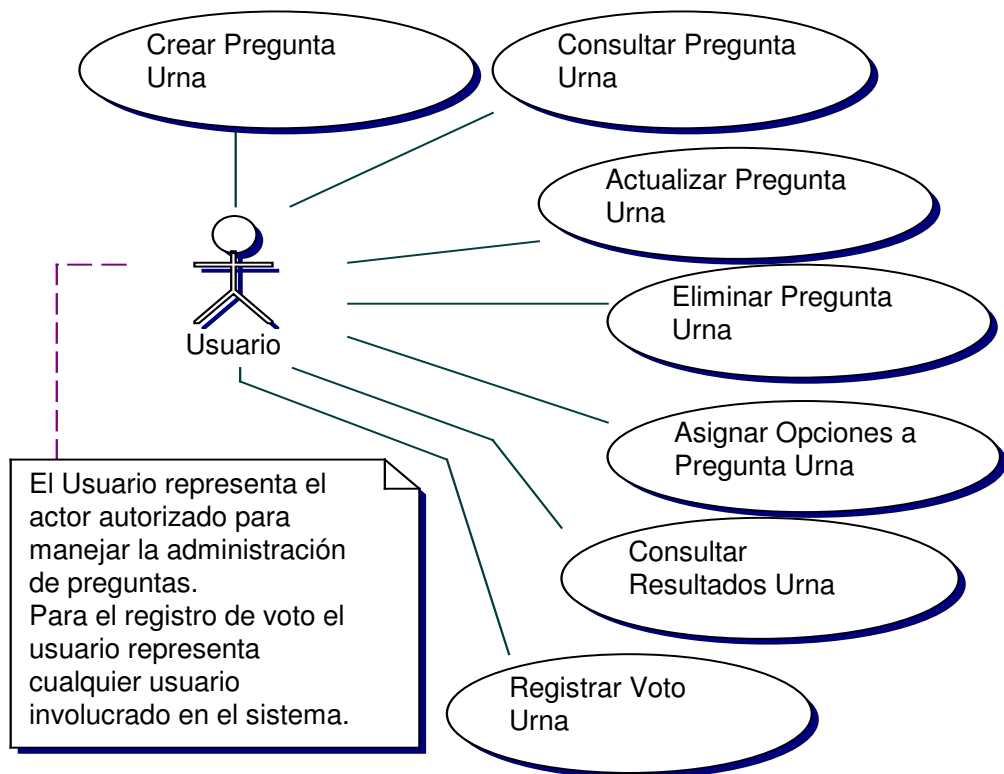 Crear Pregunta
Urna
Consultar Pregunta
Urna
Actualizar Pregunta
Urna
Eliminar Pregunta
Urna
Usuario
Asignar Opciones a
Pregunta Urna
El Usuario representa el
actor autorizado para
manejar la administración
de preguntas.
Para el registro de voto el
usuario representa
cualquier usuario
involucrado en el sistema.
Consultar
Resultados Urna
Registrar Voto
Urna